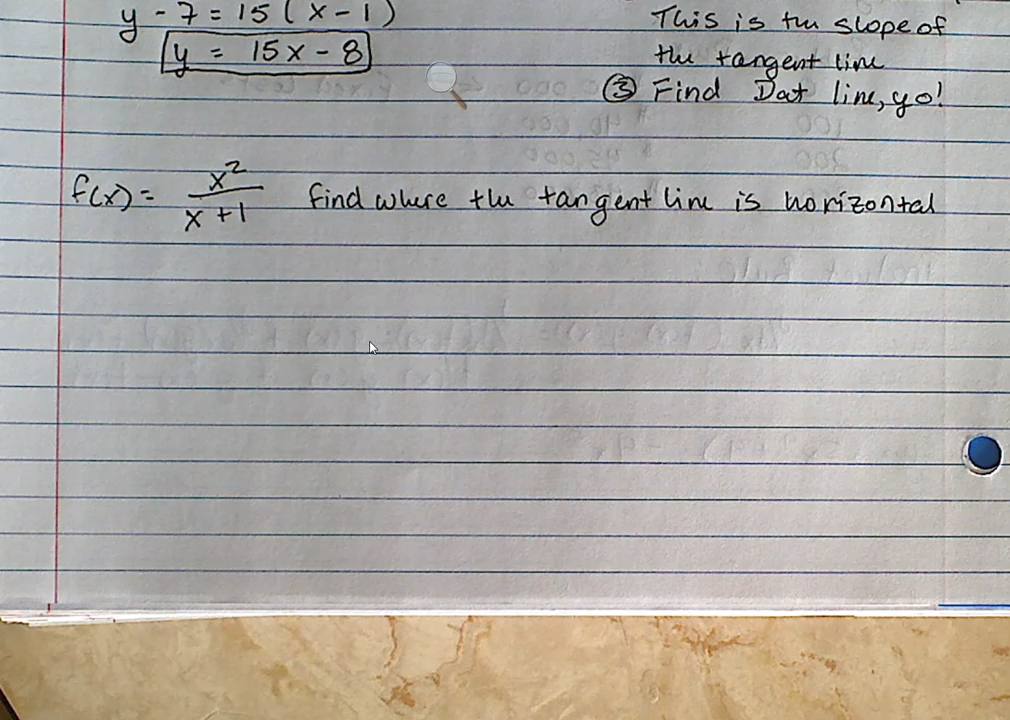 y - 7 = 15 ( x - 1 )
y = 15x - 8
This is the slope of
the tangent line
③ Find Dat line, yo!
f(x) = x² / x + 1 find where the tangent line is horizontal